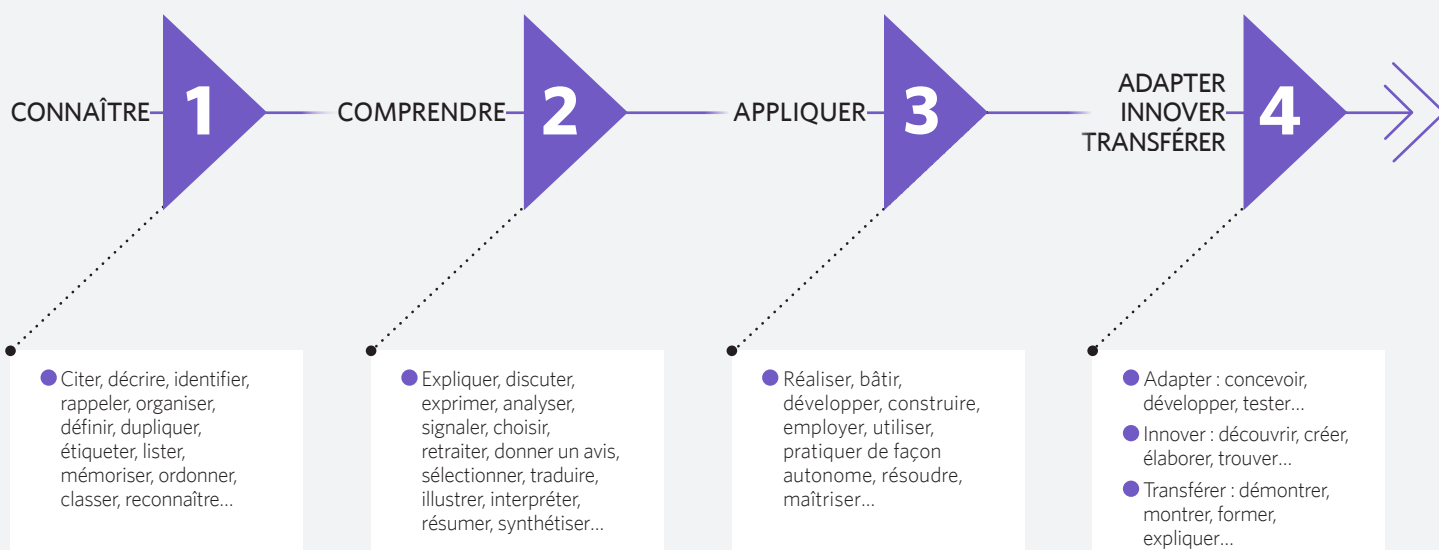 CONNAÎTRE
1
COMPRENDRE
2
APPLIQUER
3
ADAPTER
INNOVER
TRANSFÉRER
4
Citer, décrire, identifier,
rappeler, organiser,
définir, dupliquer,
étiqueter, lister,
mémoriser, ordonner,
classer, reconnaître...
Expliquer, discuter,
exprimer, analyser,
signaler, choisir,
retraiter, donner un avis,
sélectionner, traduire,
illustrer, interpréter,
résumer, synthétiser...
Réaliser, bâtir,
développer, construire,
employer, utiliser,
pratiquer de façon
autonome, résoudre,
maîtriser...
Adapter : concevoir,
développer, tester...
Innover : découvrir, créer,
élaborer, trouver...
Transférer : démontrer,
montrer, former,
expliquer...